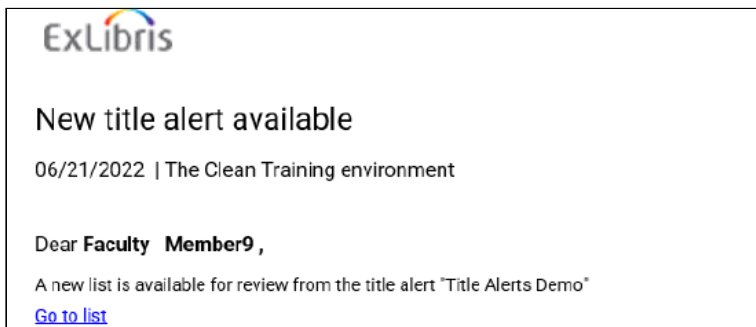 ExLibris
New title alert available
06/21/2022 | The Clean Training environment
Dear Faculty Member9 ,
A new list is available for review from the title alert "Title Alerts Demo"
Go to list